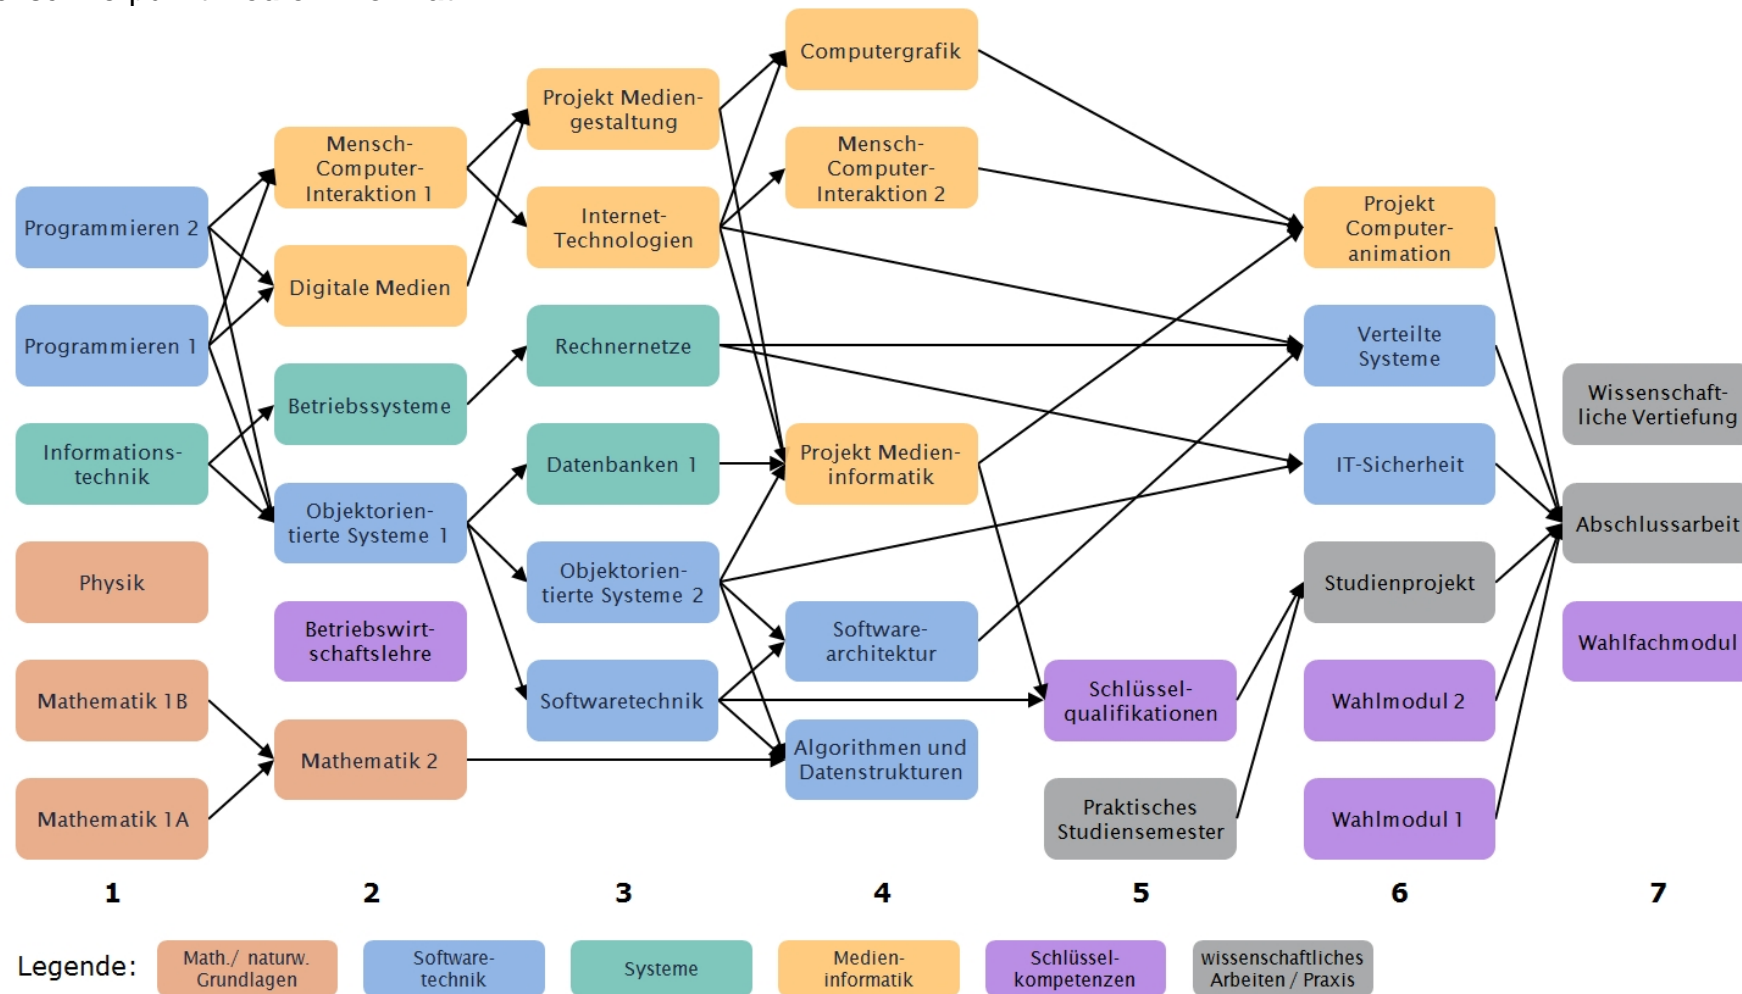 Computergrafik
Projekt Medien-
gestaltung
Mensch-
Computer-
Interaktion 1
Mensch-
Computer-
Interaktion 2
Programmieren 2
Internet-
Technologien
Projekt
Computer-
animation
Digitale Medien
Programmieren 1
Rechnernetze
Verteilte
Systeme
Betriebssysteme
Wissenschaft-
liche Vertiefung
Informations-
technik
Datenbanken 1
Projekt Medien-
informatik
IT-Sicherheit
Objektorien-
tierte Systeme 1
Abschlussarbeit
Physik
Objektorien-
tierte Systeme 2
Studienprojekt
Betriebswirt-
schaftslehre
Software-
architektur
Wahlfachmodul
Mathematik 1B
Softwaretechnik
Schlüssel-
qualifikationen
Wahlmodul 2
Mathematik 2
Algorithmen und
Datenstrukturen
Mathematik 1A
Praktisches
Studiensemester
Wahlmodul 1
1 2 3 4 5 6 7
Legende:
Math./ naturw.
Grundlagen
Software-
technik
Systeme
Medien-
informatik
Schlüssel-
kompetenzen
wissenschaftliches
Arbeiten / Praxis